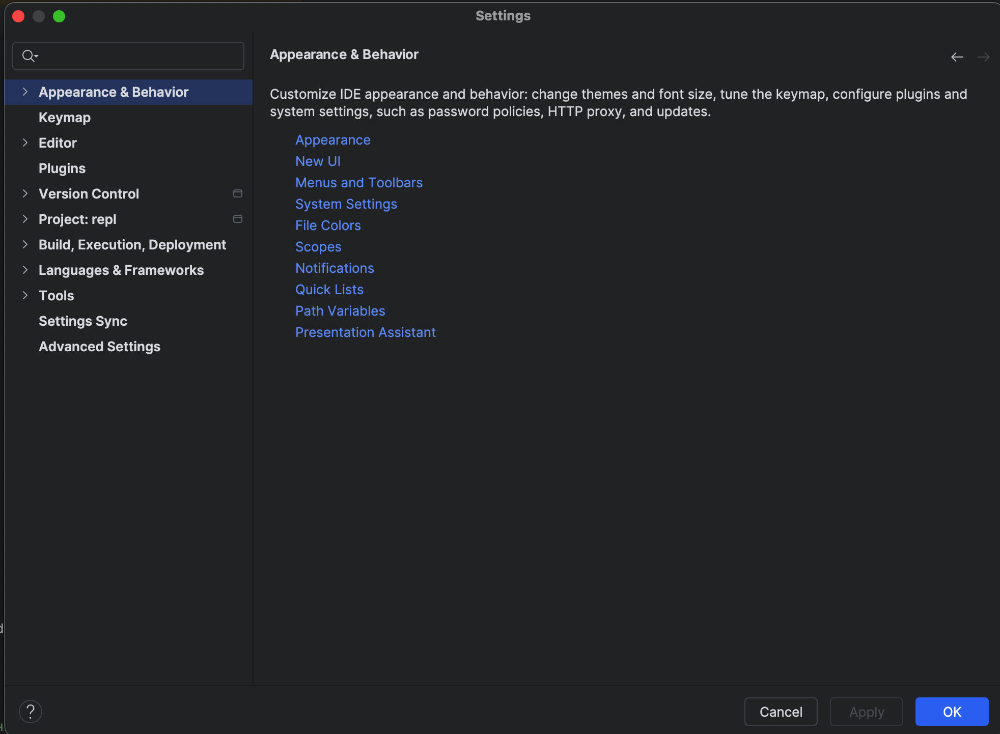 Settings
Appearance & Behavior
Keymap
Editor
Plugins
Version Control
Project: repl
Build, Execution, Deployment
Languages & Frameworks
Tools
Settings Sync
Advanced Settings
Appearance & Behavior
Customize IDE appearance and behavior: change themes and font size, tune the keymap, configure plugins and
system settings, such as password policies, HTTP proxy, and updates.
Appearance
New UI
Menus and Toolbars
System Settings
File Colors
Scopes
Notifications
Quick Lists
Path Variables
Presentation Assistant
?
Cancel
Apply
OK